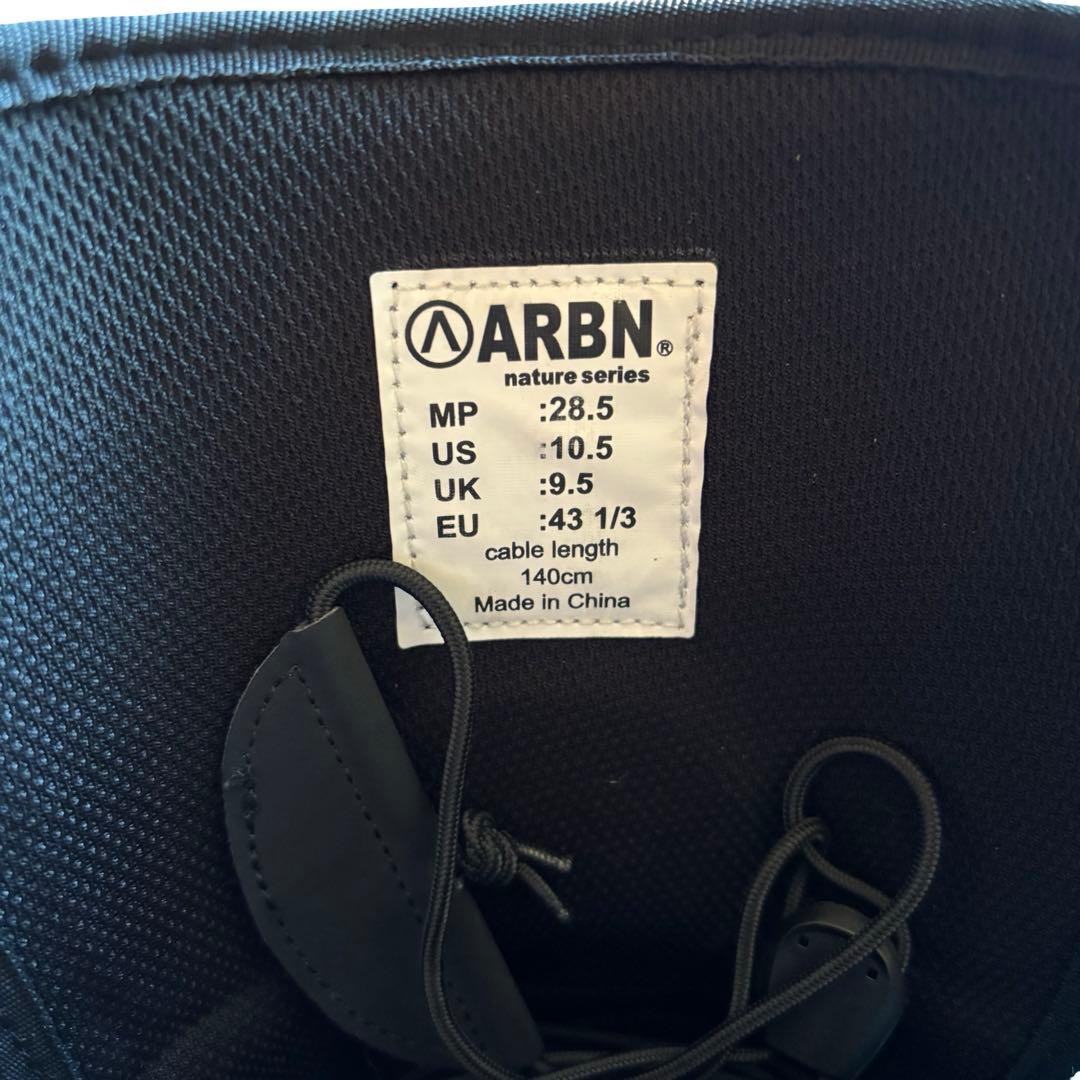 ARBN®
nature series
MP :28.5
US :10.5
UK :9.5
EU :43 1/3
cable length
140cm
Made in China